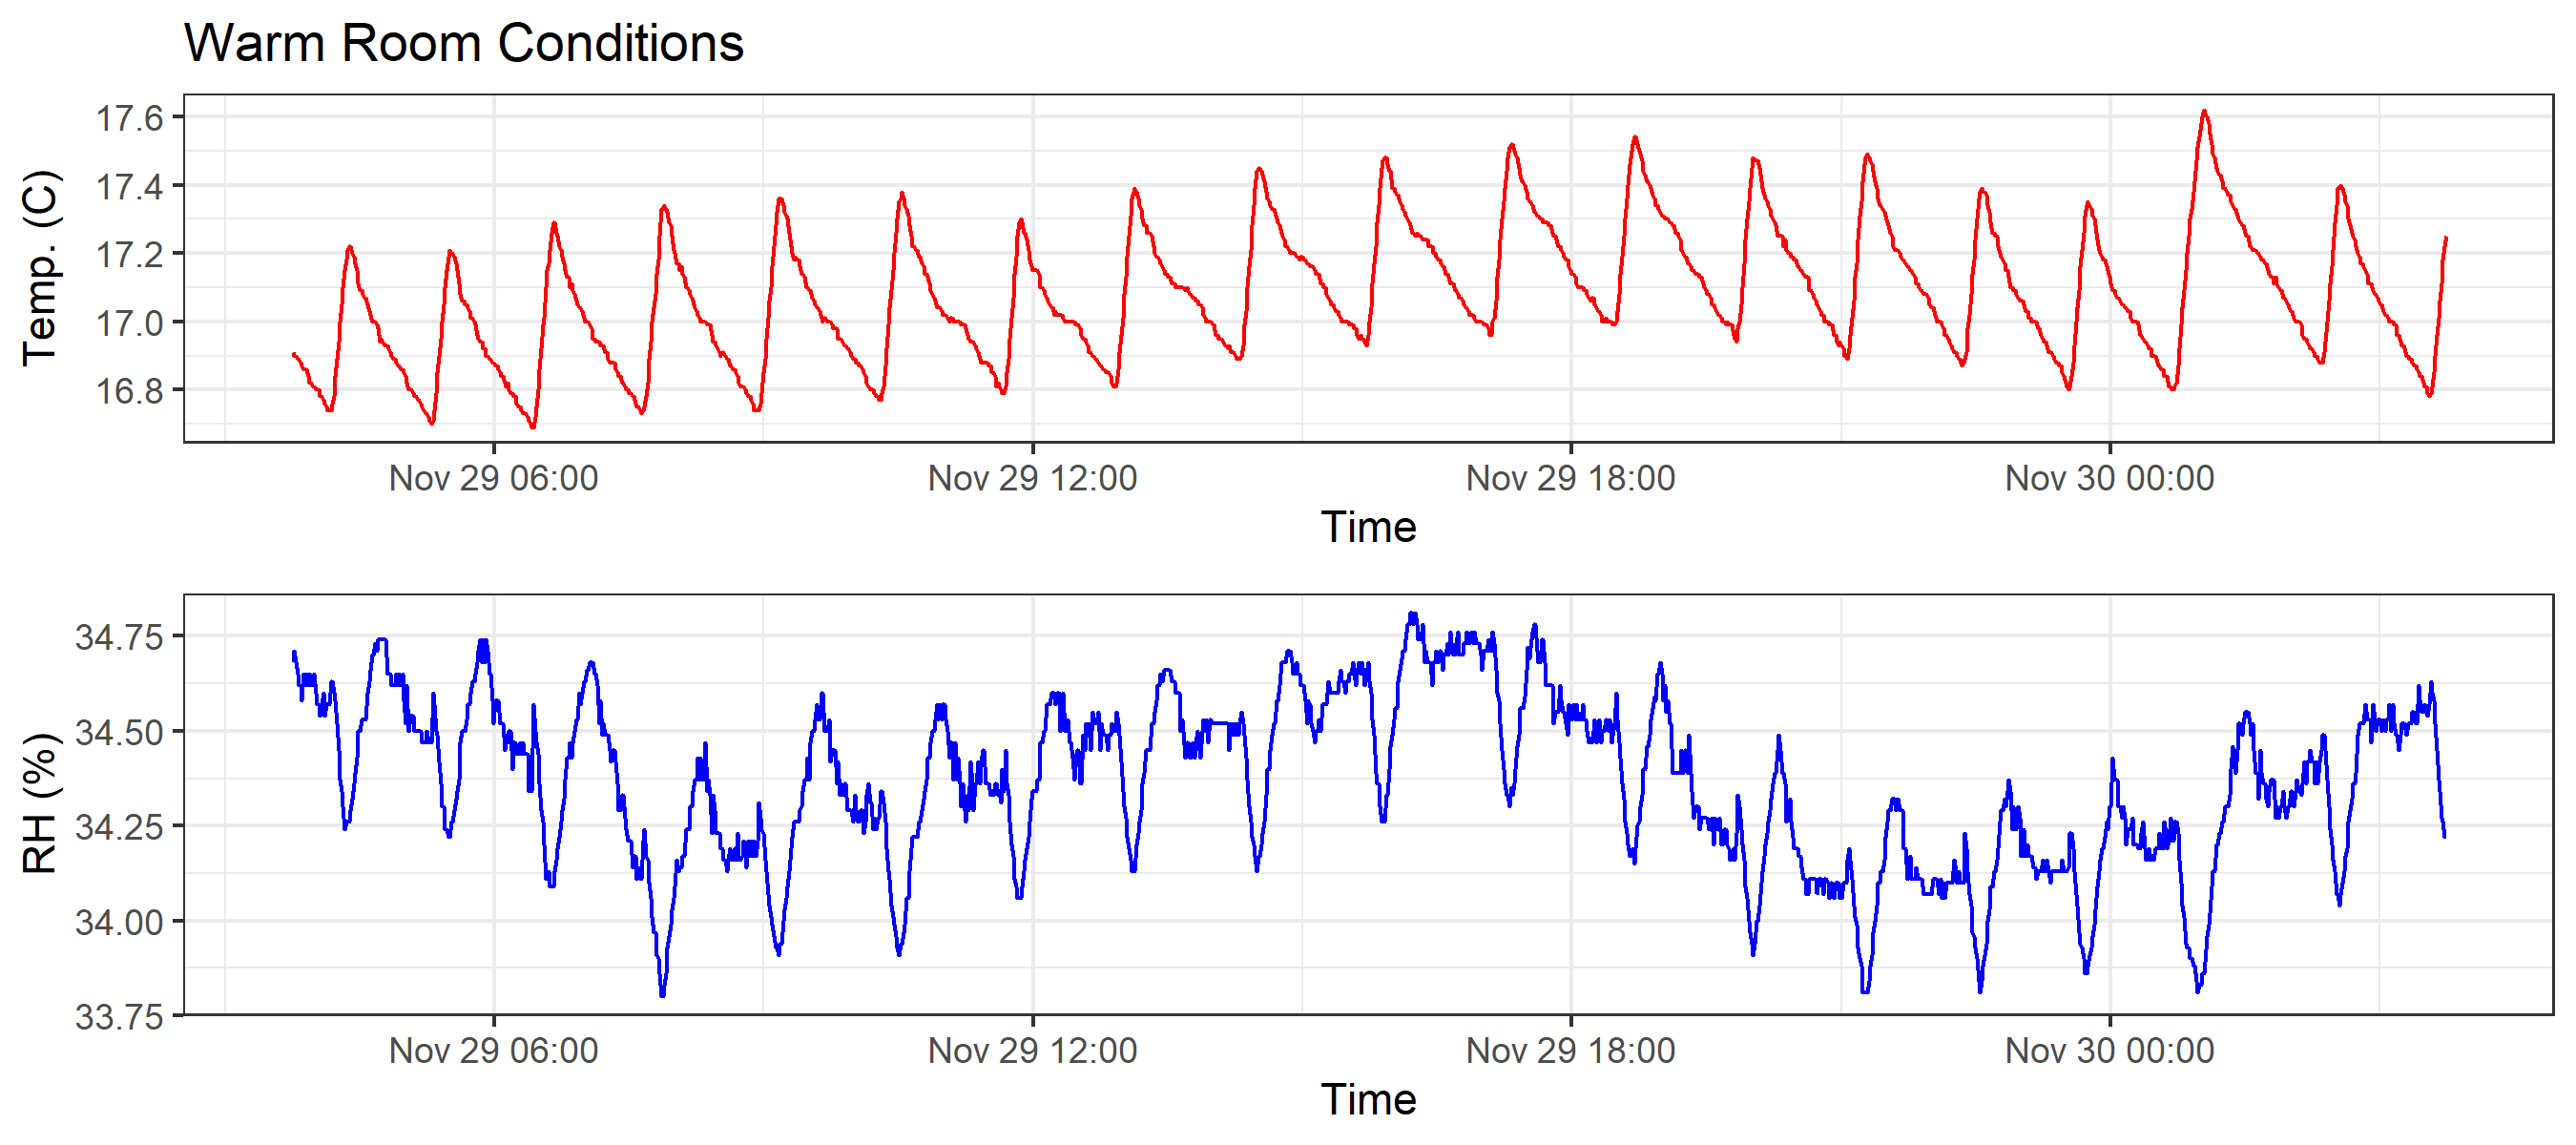 Warm Room Conditions
Temp. (C)
17.6
17.4
17.2
17.0
16.8
Nov 29 06:00 Nov 29 12:00 Nov 29 18:00 Nov 30 00:00
Time
RH (%)
34.75
34.50
34.25
34.00
33.75
Nov 29 06:00 Nov 29 12:00 Nov 29 18:00 Nov 30 00:00
Time